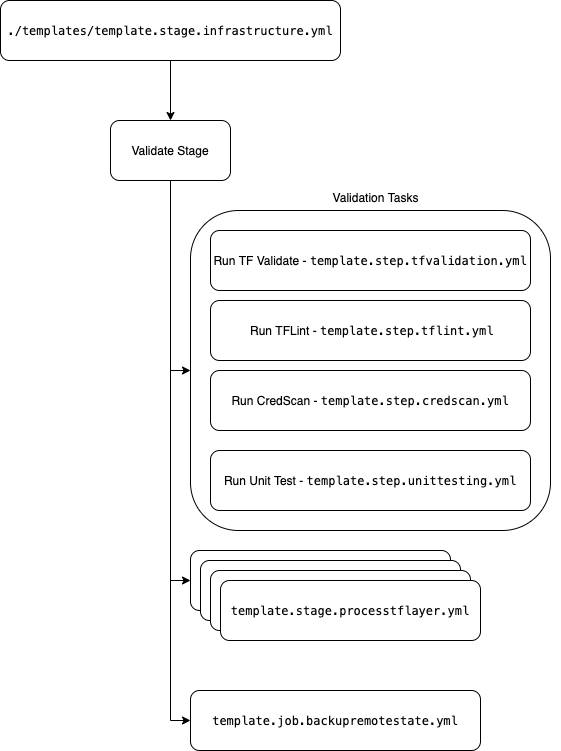 ./templates/template.stage.infrastructure.yml
Validate Stage
Validation Tasks
Run TF Validate - template.step.tfvalidation.yml
Run TFLint - template.step.tflint.yml
Run CredScan - template.step.credscan.yml
Run Unit Test - template.step.unittesting.yml
template.stage.processtflayer.yml
template.job.backupremotestate.yml